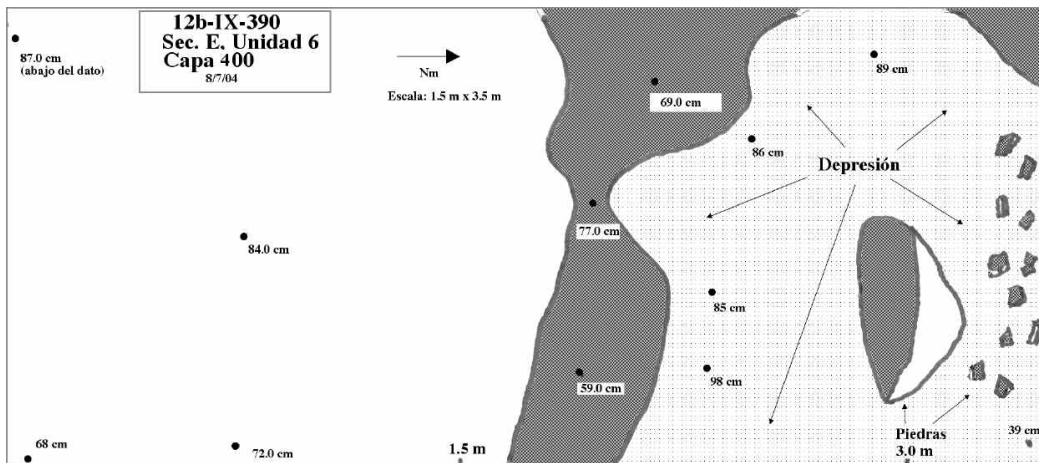 12b-IX-390
Sec. E, Unidad 6
Capa 400
8/7/04
87.0 cm
(abajo del dato)
Nm
Escala: 1.5 m x 3.5 m
69.0 cm
89 cm
86 cm
Depresión
77.0 cm
84.0 cm
85 cm
59.0 cm
98 cm
68 cm
72.0 cm
1.5 m
Piedras
3.0 m
39 cm